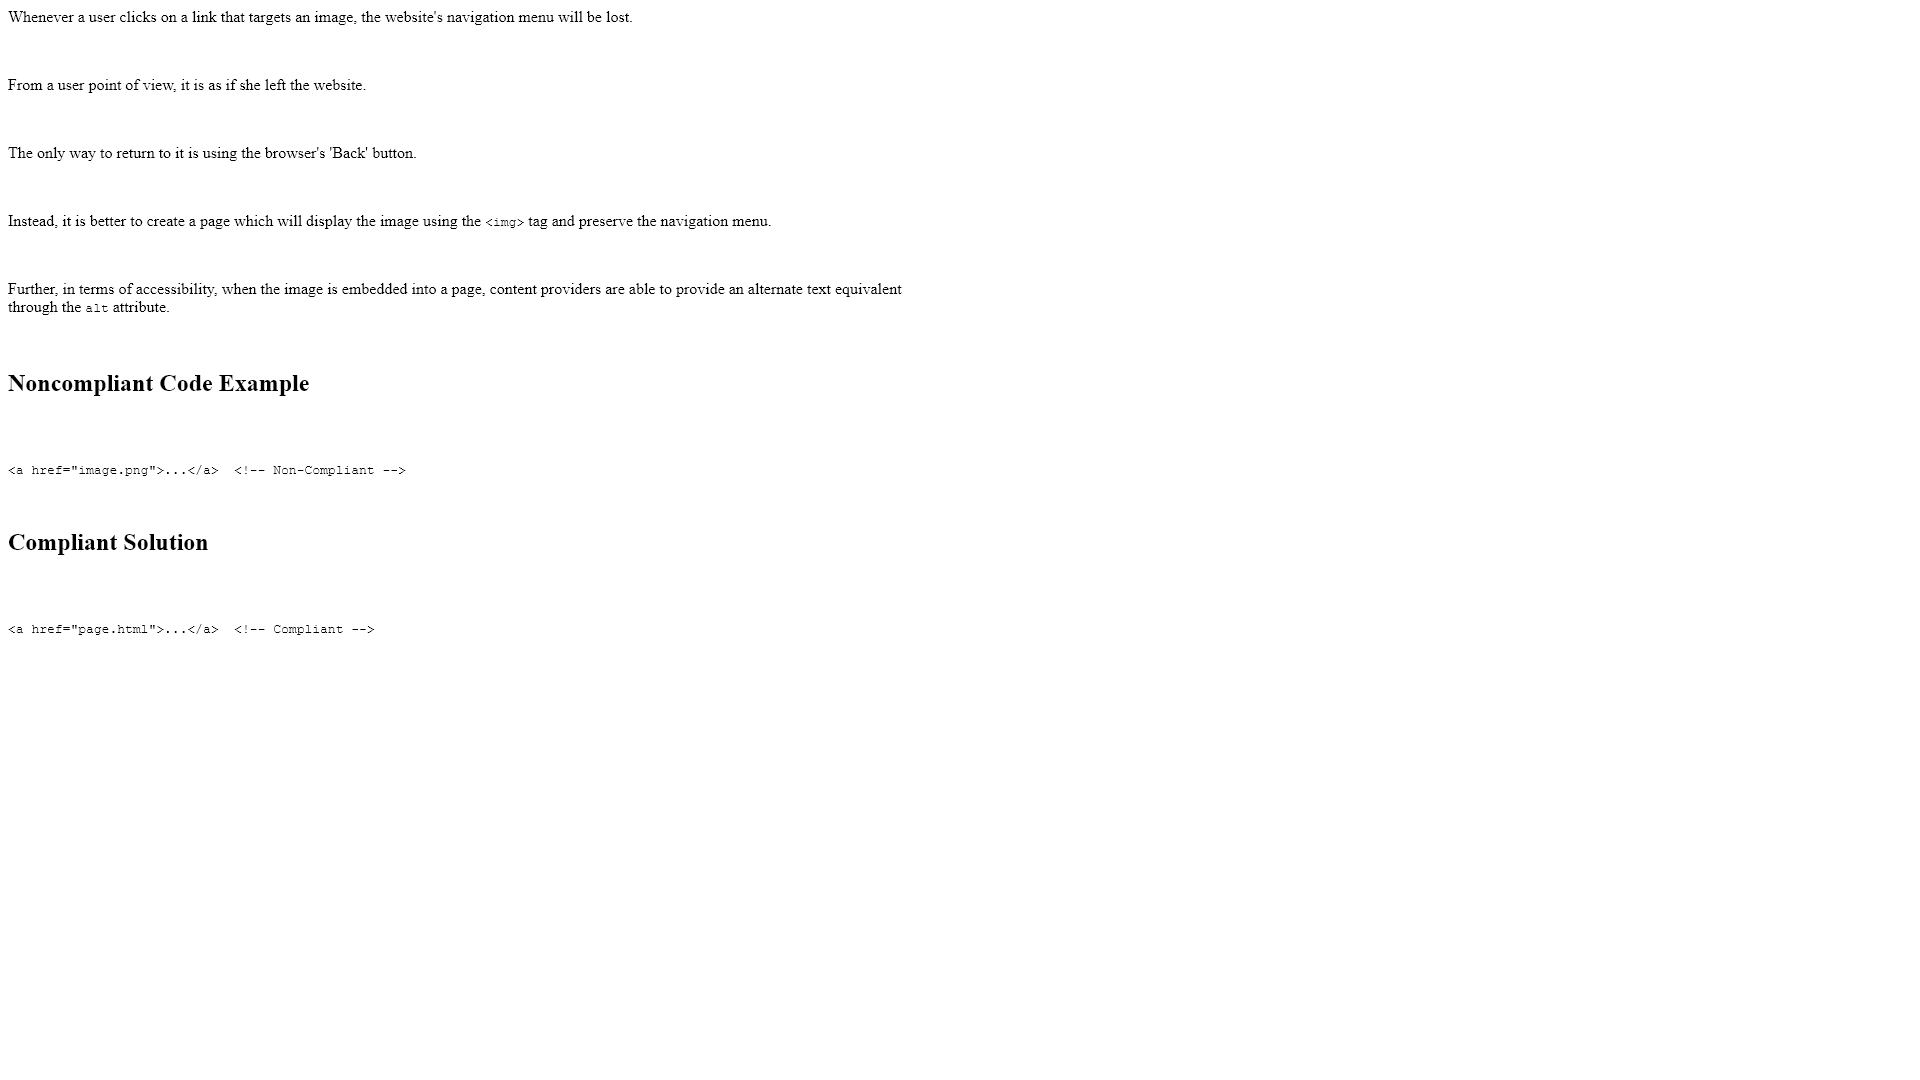 Whenever a user clicks on a link that targets an image, the website's navigation menu will be lost.
From a user point of view, it is as if she left the website.
The only way to return to it is using the browser's 'Back' button.
Instead, it is better to create a page which will display the image using the <img> tag and preserve the navigation menu.
Further, in terms of accessibility, when the image is embedded into a page, content providers are able to provide an alternate text equivalent
through the alt attribute.
Noncompliant Code Example
<a href="image.png">...</a>  <!-- Non-Compliant -->
Compliant Solution
<a href="page.html">...</a>  <!-- Compliant -->